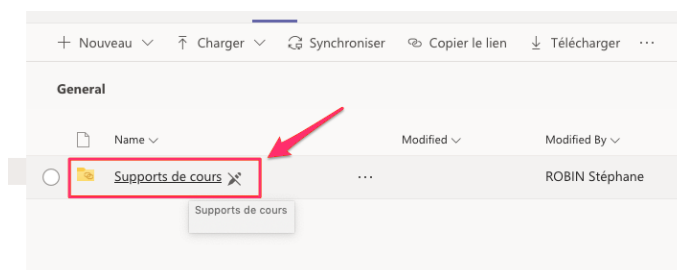 + Nouveau Charger Synchroniser Copier le lien Télécharger ...
General
Name Modified Modified By
Supports de cours ... ROBIN Stéphane
Supports de cours